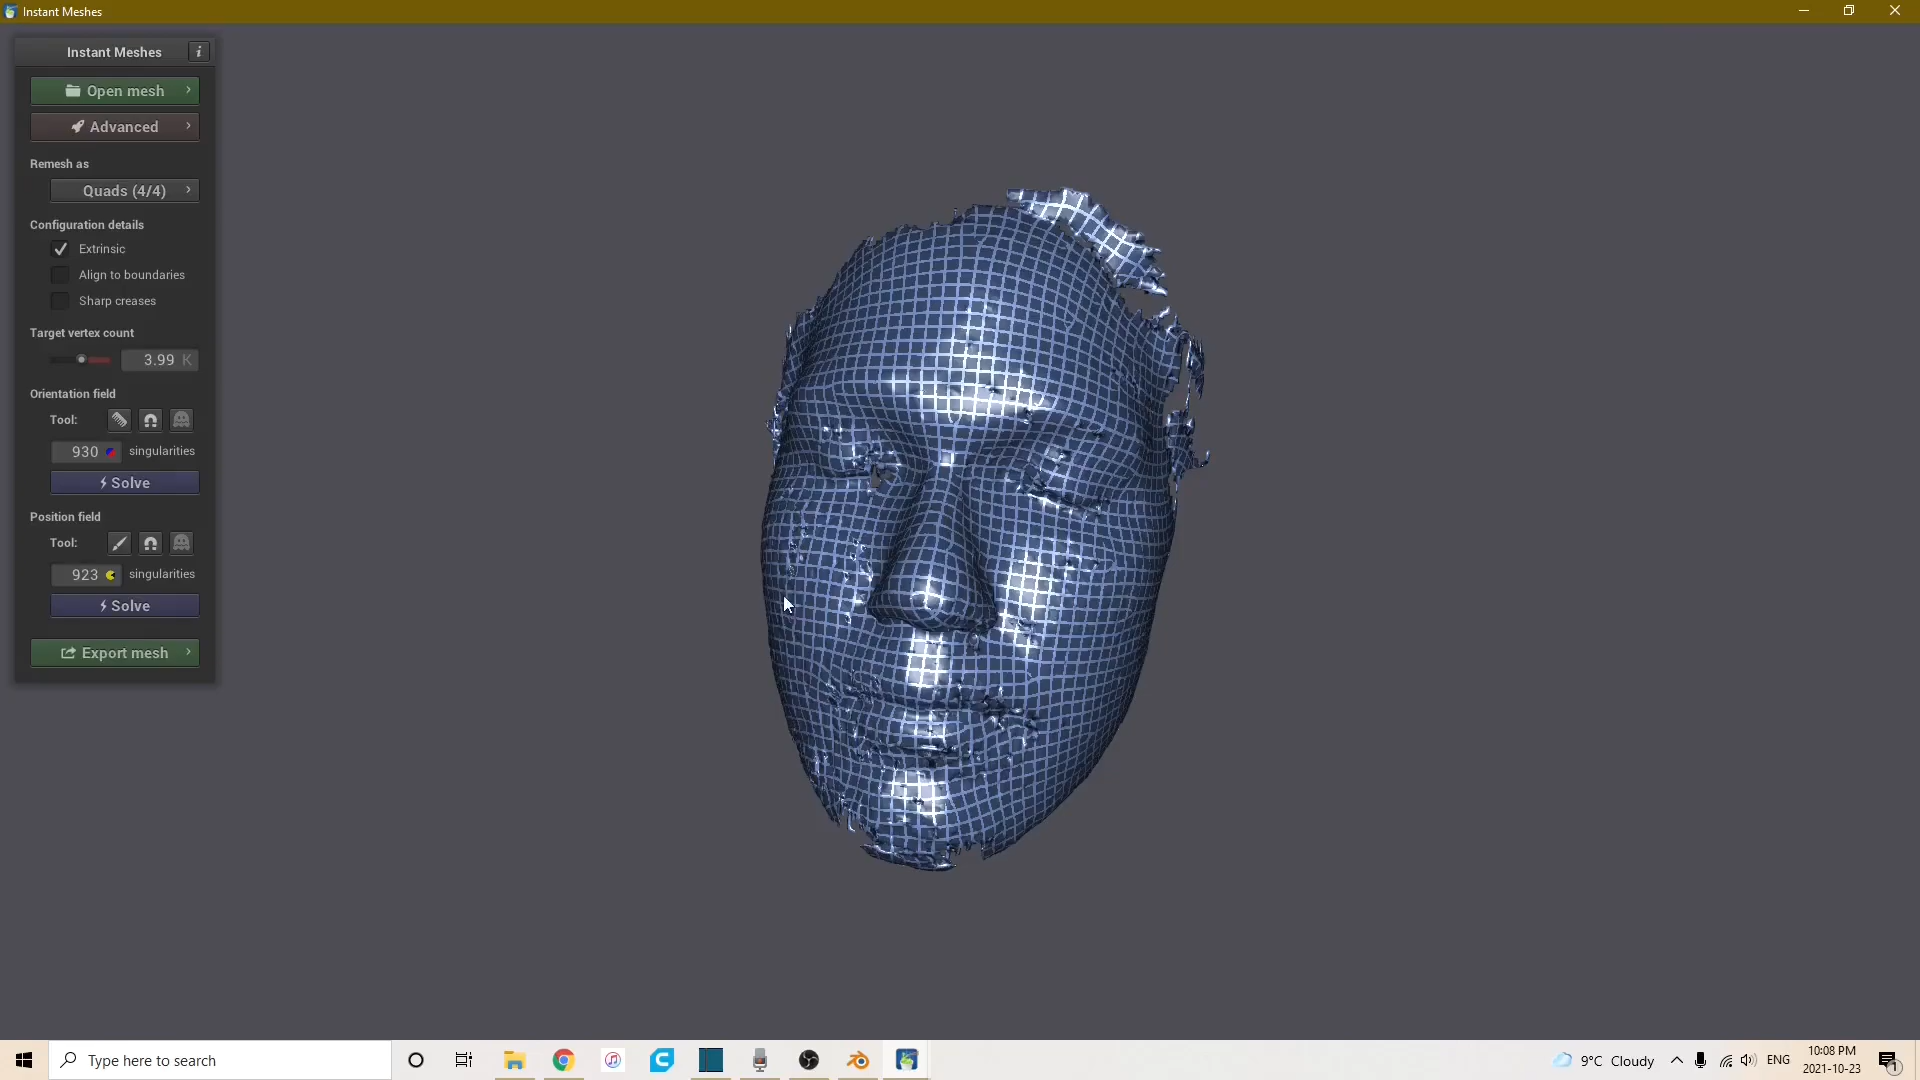 Instant Meshes
Instant Meshes i
Open mesh
Advanced
Remesh as
Quads (4/4)
Configuration details
Extrinsic
Align to boundaries
Sharp creases
Target vertex count
3.99 K
Orientation field
Tool:
930 singularities
Solve
Position field
Tool:
923 singularities
Solve
Export mesh
Type here to search
9°C Cloudy
ENG
10:08 PM
2021-10-23
1